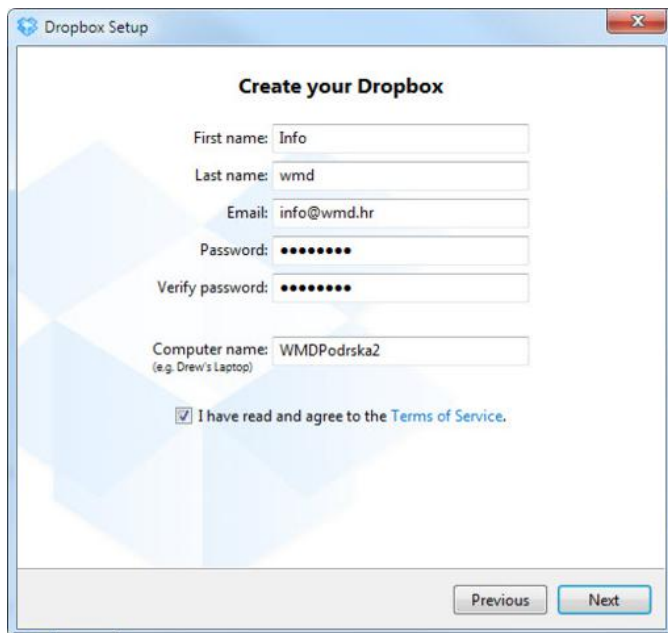 Dropbox Setup
Create your Dropbox
First name: Info
Last name: wmd
Email: info@wmd.hr
Password: ••••••••
Verify password: ••••••••
Computer name: WMDPodrska2
(e.g. Drew's Laptop)
I have read and agree to the Terms of Service.
Previous Next